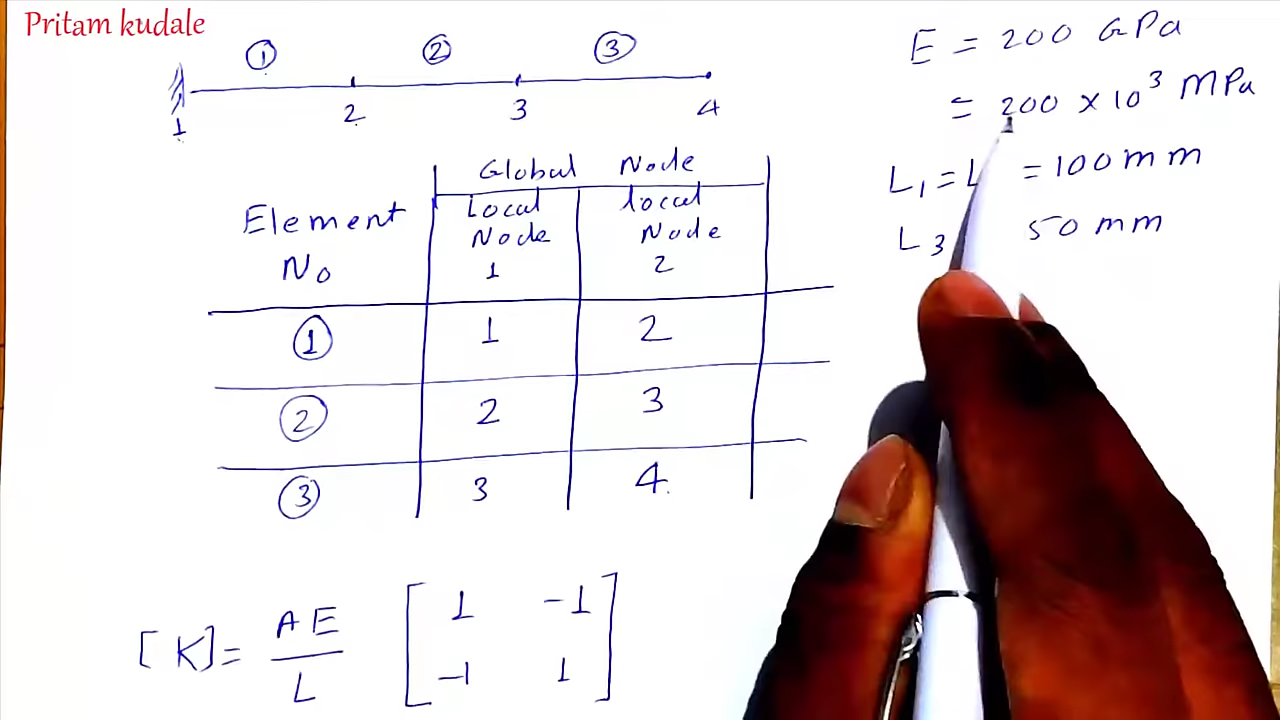 Pritam kudale
① ② ③
1 2 3 4
Global Node
Element No
Local Node 1
local Node 2
① 1 2
② 2 3
③ 3 4
[K] = AE / L [ 1 -1
-1 1 ]
E = 200 GPa
= 200 × 10³ MPa
L₁ = L = 100 mm
L₃ 50 mm